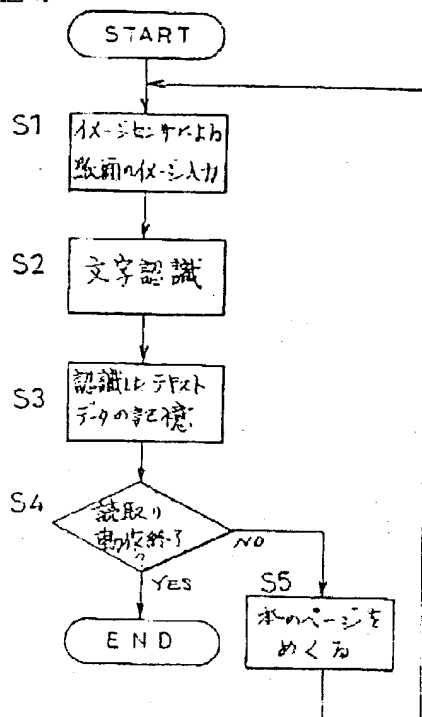 START
S1
イメージセンサによる
紙面のイメージ入力
S2
文字認識
S3
認識した テキスト
データの記憶
S4
読取り
動作終了
?
NO
YES
S5
本のページを
めくる
END